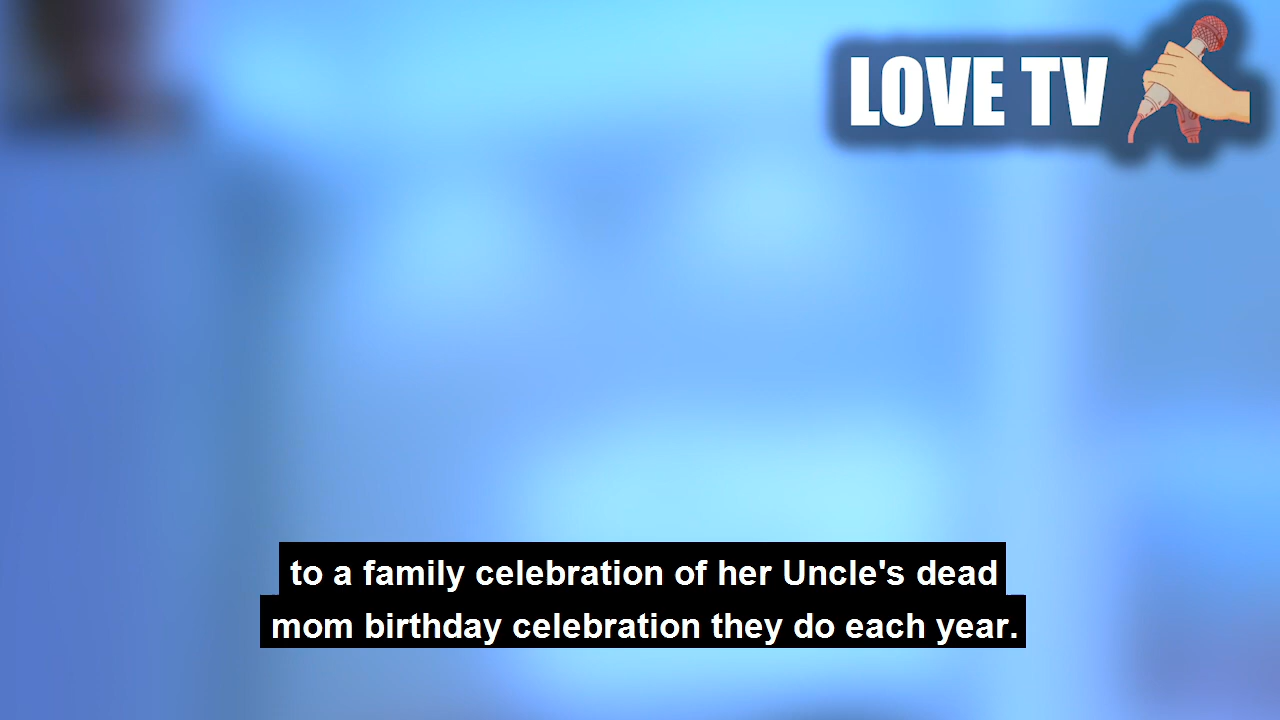 LOVE TV
to a family celebration of her Uncle's dead
mom birthday celebration they do each year.